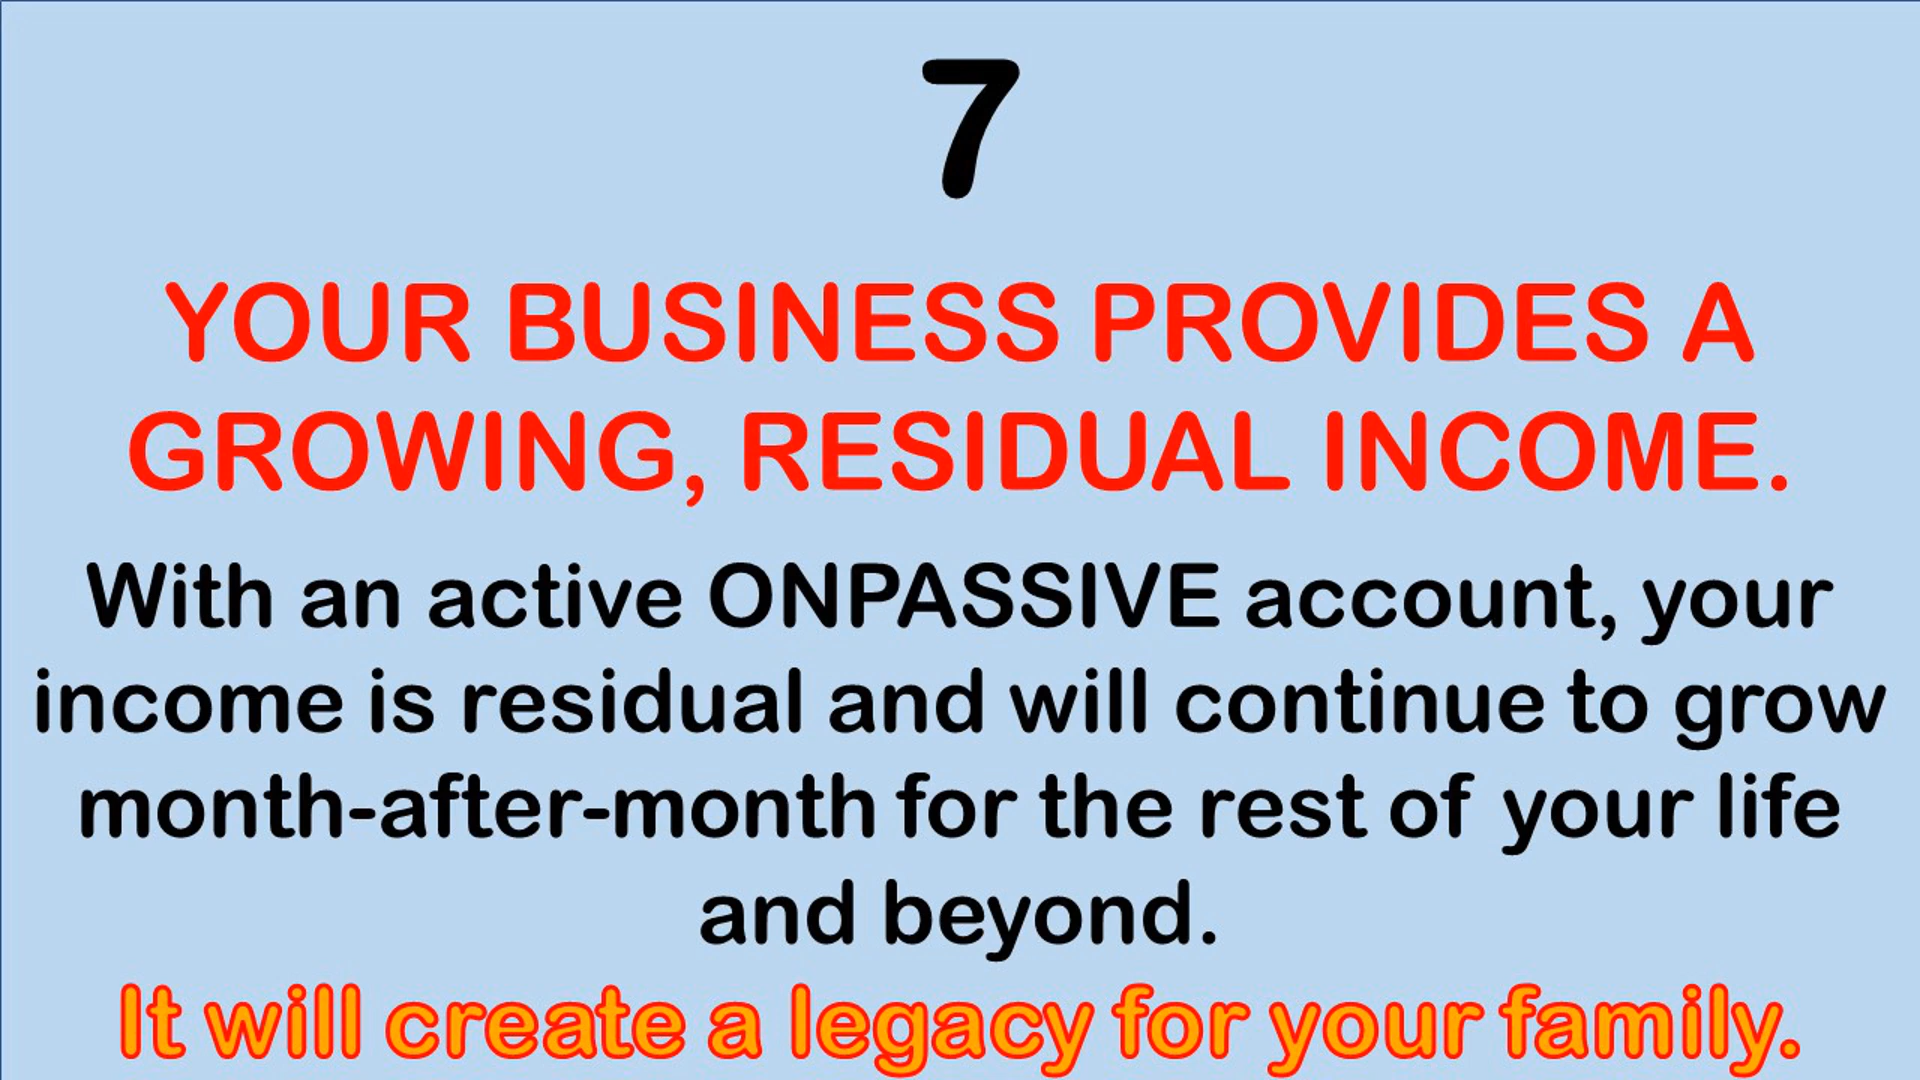 7
YOUR BUSINESS PROVIDES A
GROWING, RESIDUAL INCOME.
With an active ONPASSIVE account, your
income is residual and will continue to grow
month-after-month for the rest of your life
and beyond.
It will create a legacy for your family.